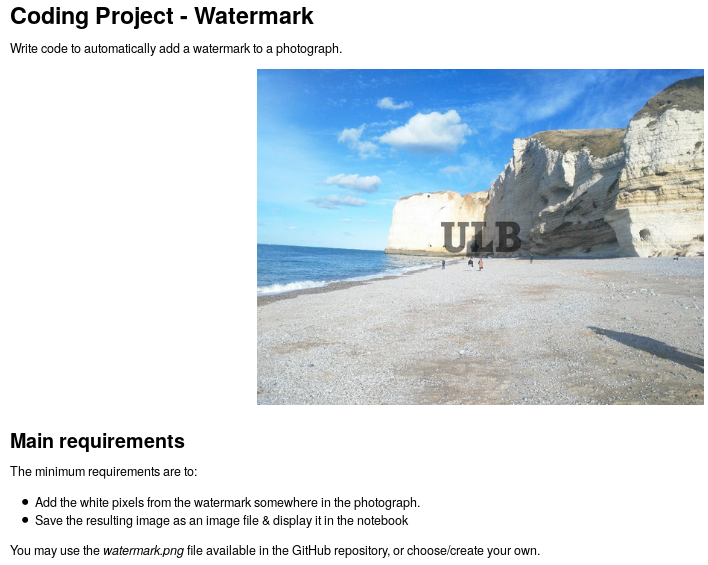 Coding Project - Watermark
Write code to automatically add a watermark to a photograph.
ULB
Main requirements
The minimum requirements are to:
Add the white pixels from the watermark somewhere in the photograph.
Save the resulting image as an image file & display it in the notebook
You may use the watermark.png file available in the GitHub repository, or choose/create your own.